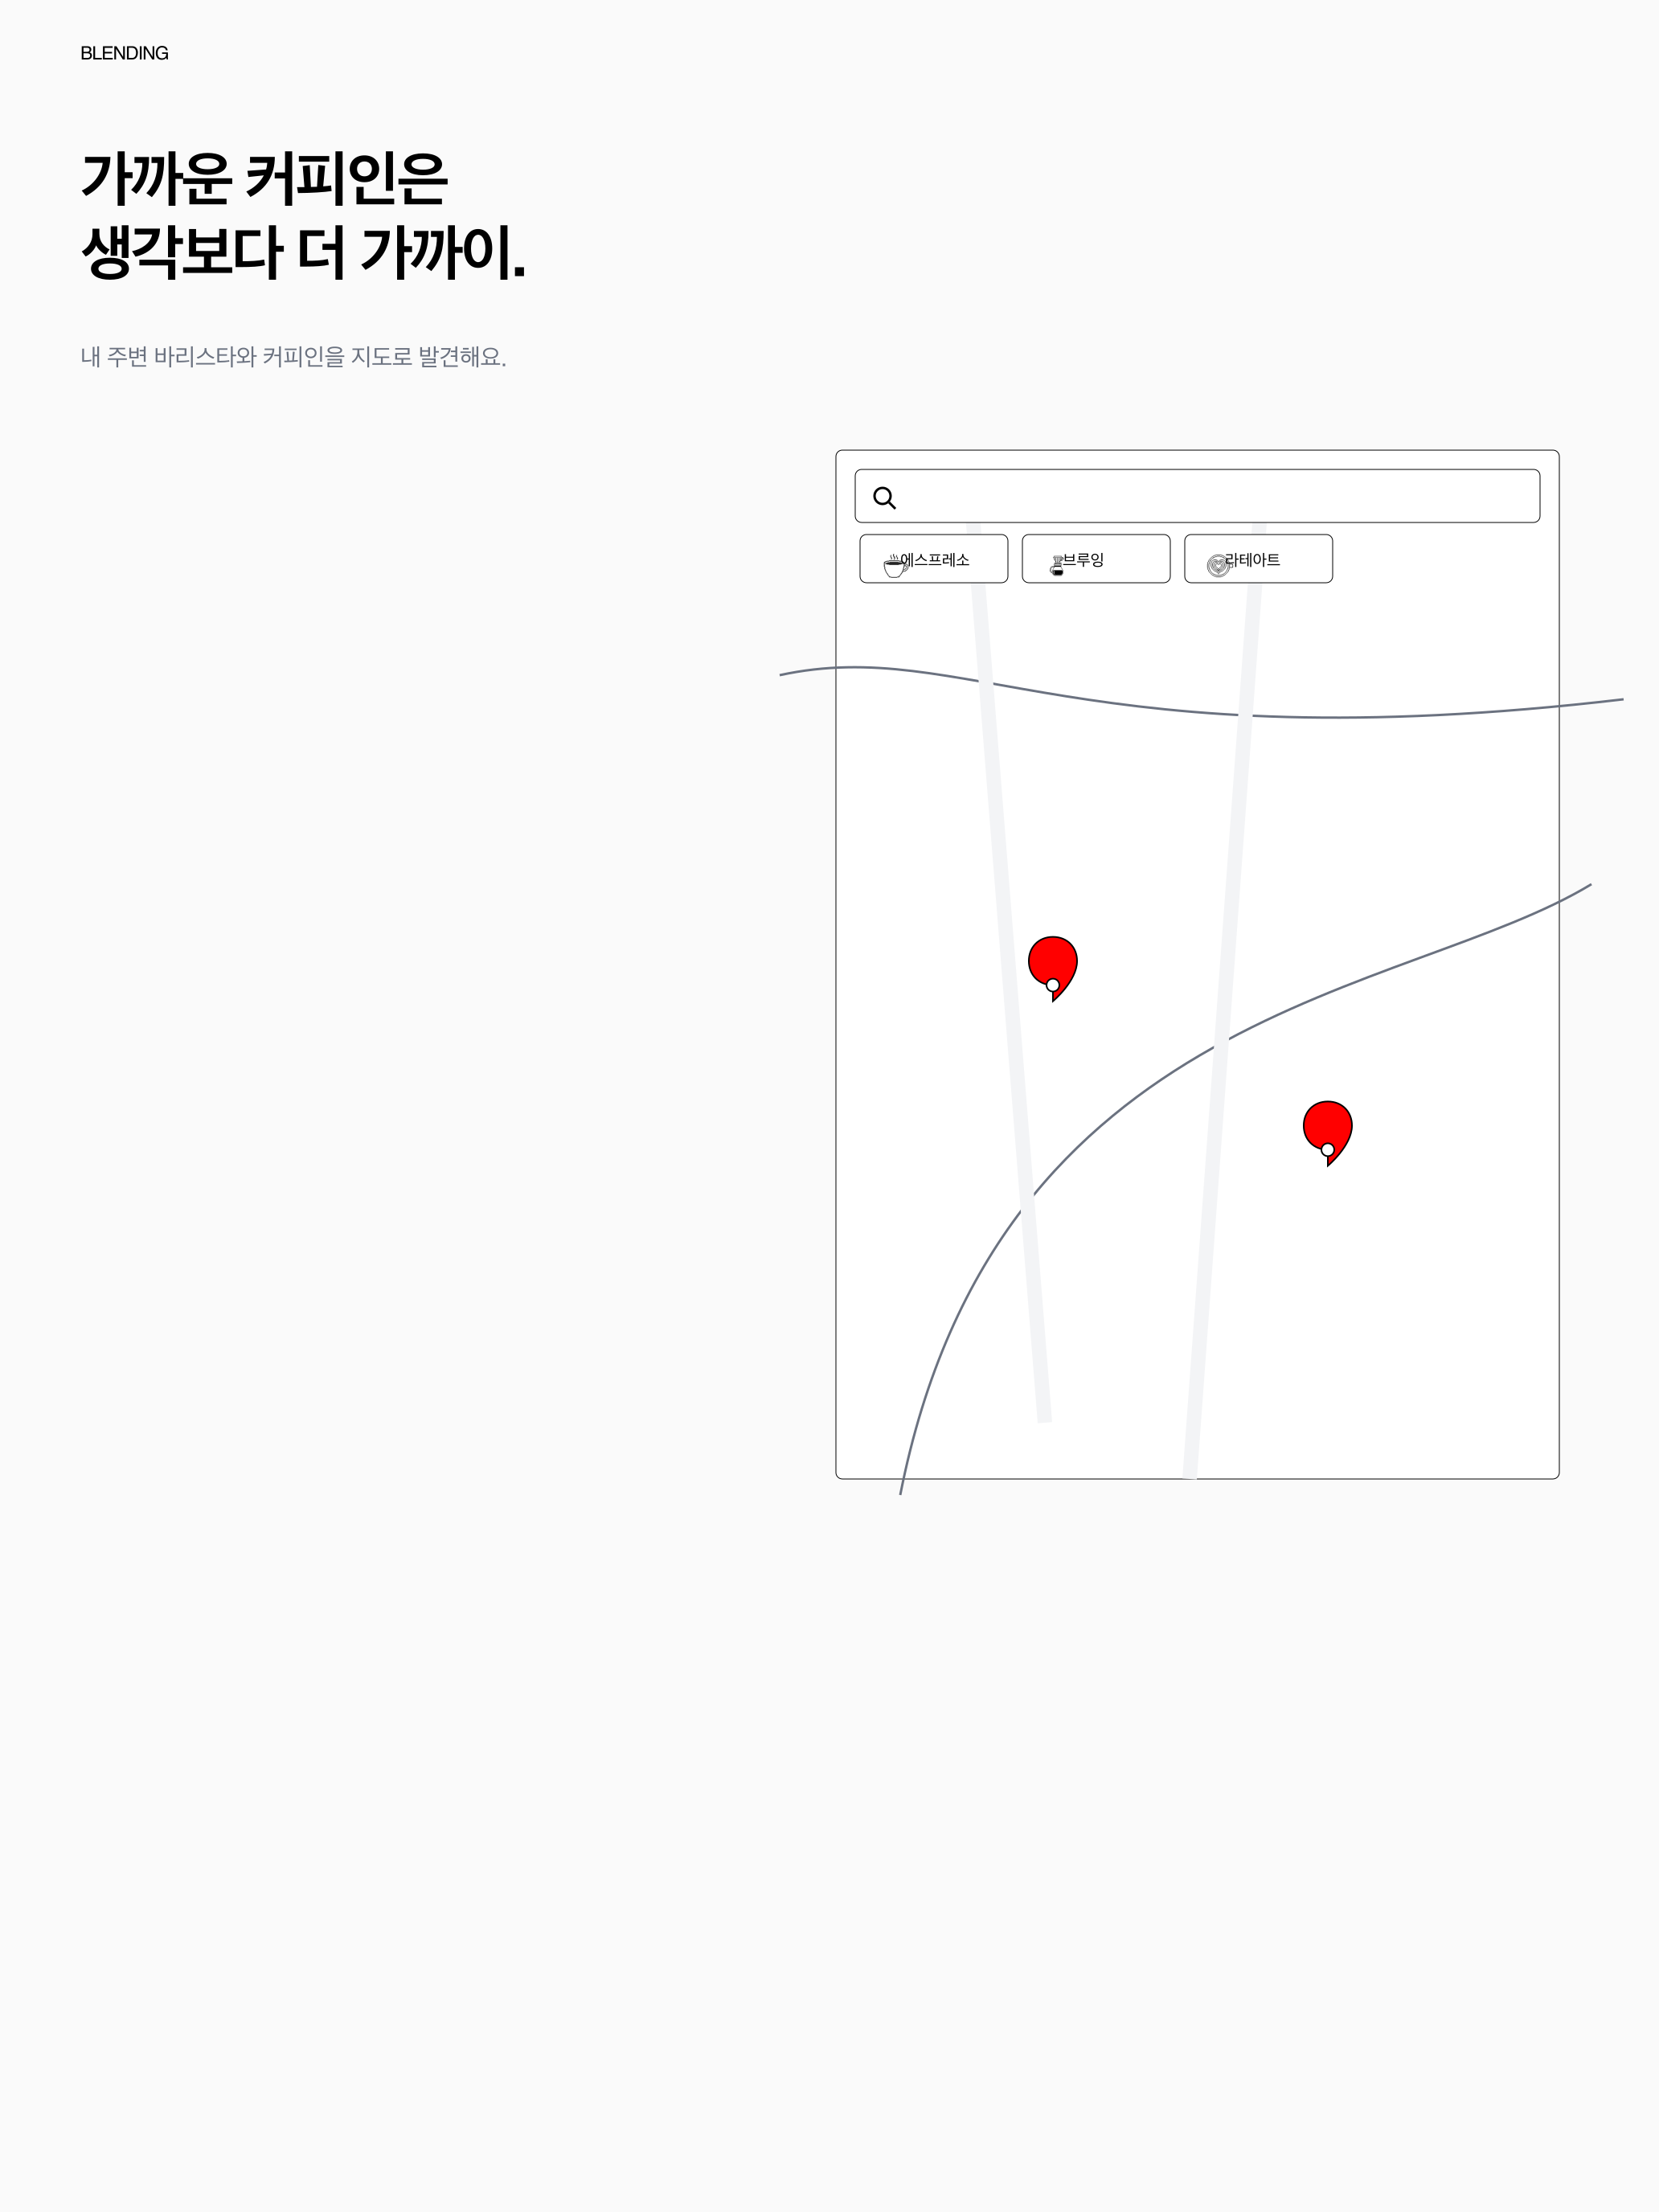 BLENDING
가까운 커피인은
생각보다 더 가까이.
내 주변 바리스타와 커피인을 지도로 발견해요.
에스프레소
브루잉
라테아트